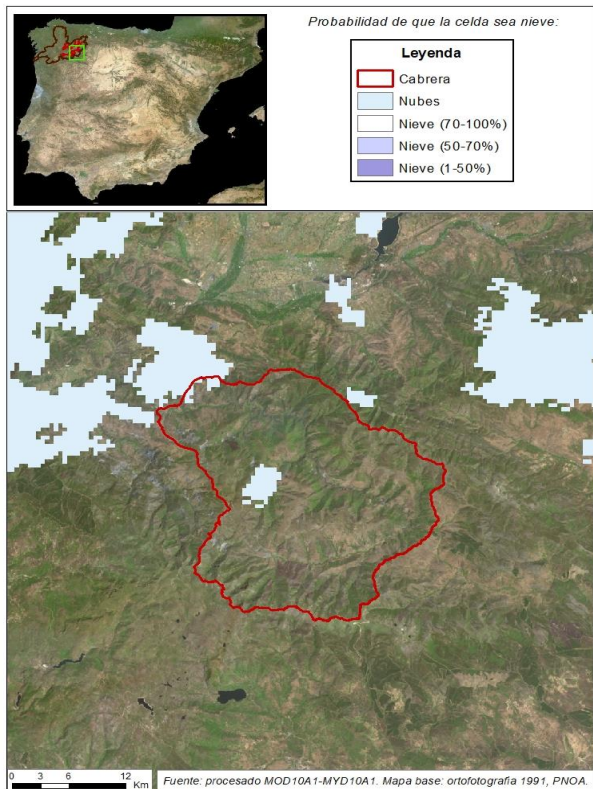 Probabilidad de que la celda sea nieve:
Leyenda
Cabrera
Nubes
Nieve (70-100%)
Nieve (50-70%)
Nieve (1-50%)
0 3 6 12
Km
Fuente: procesado MOD10A1-MYD10A1. Mapa base: ortofotografia 1991, PNOA.